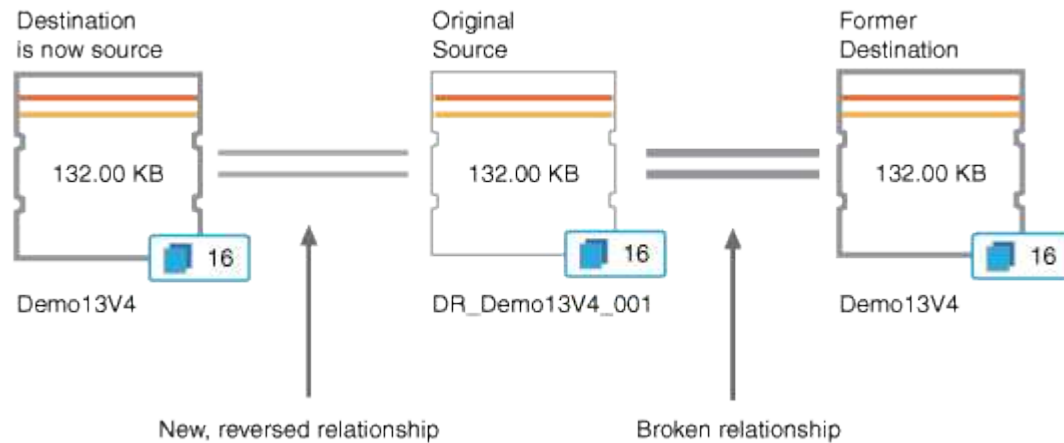 Destination
is now source
Original
Source
Former
Destination
132.00 KB
132.00 KB
132.00 KB
16
16
16
Demo13V4
DR_Demo13V4_001
Demo13V4
New, reversed relationship
Broken relationship